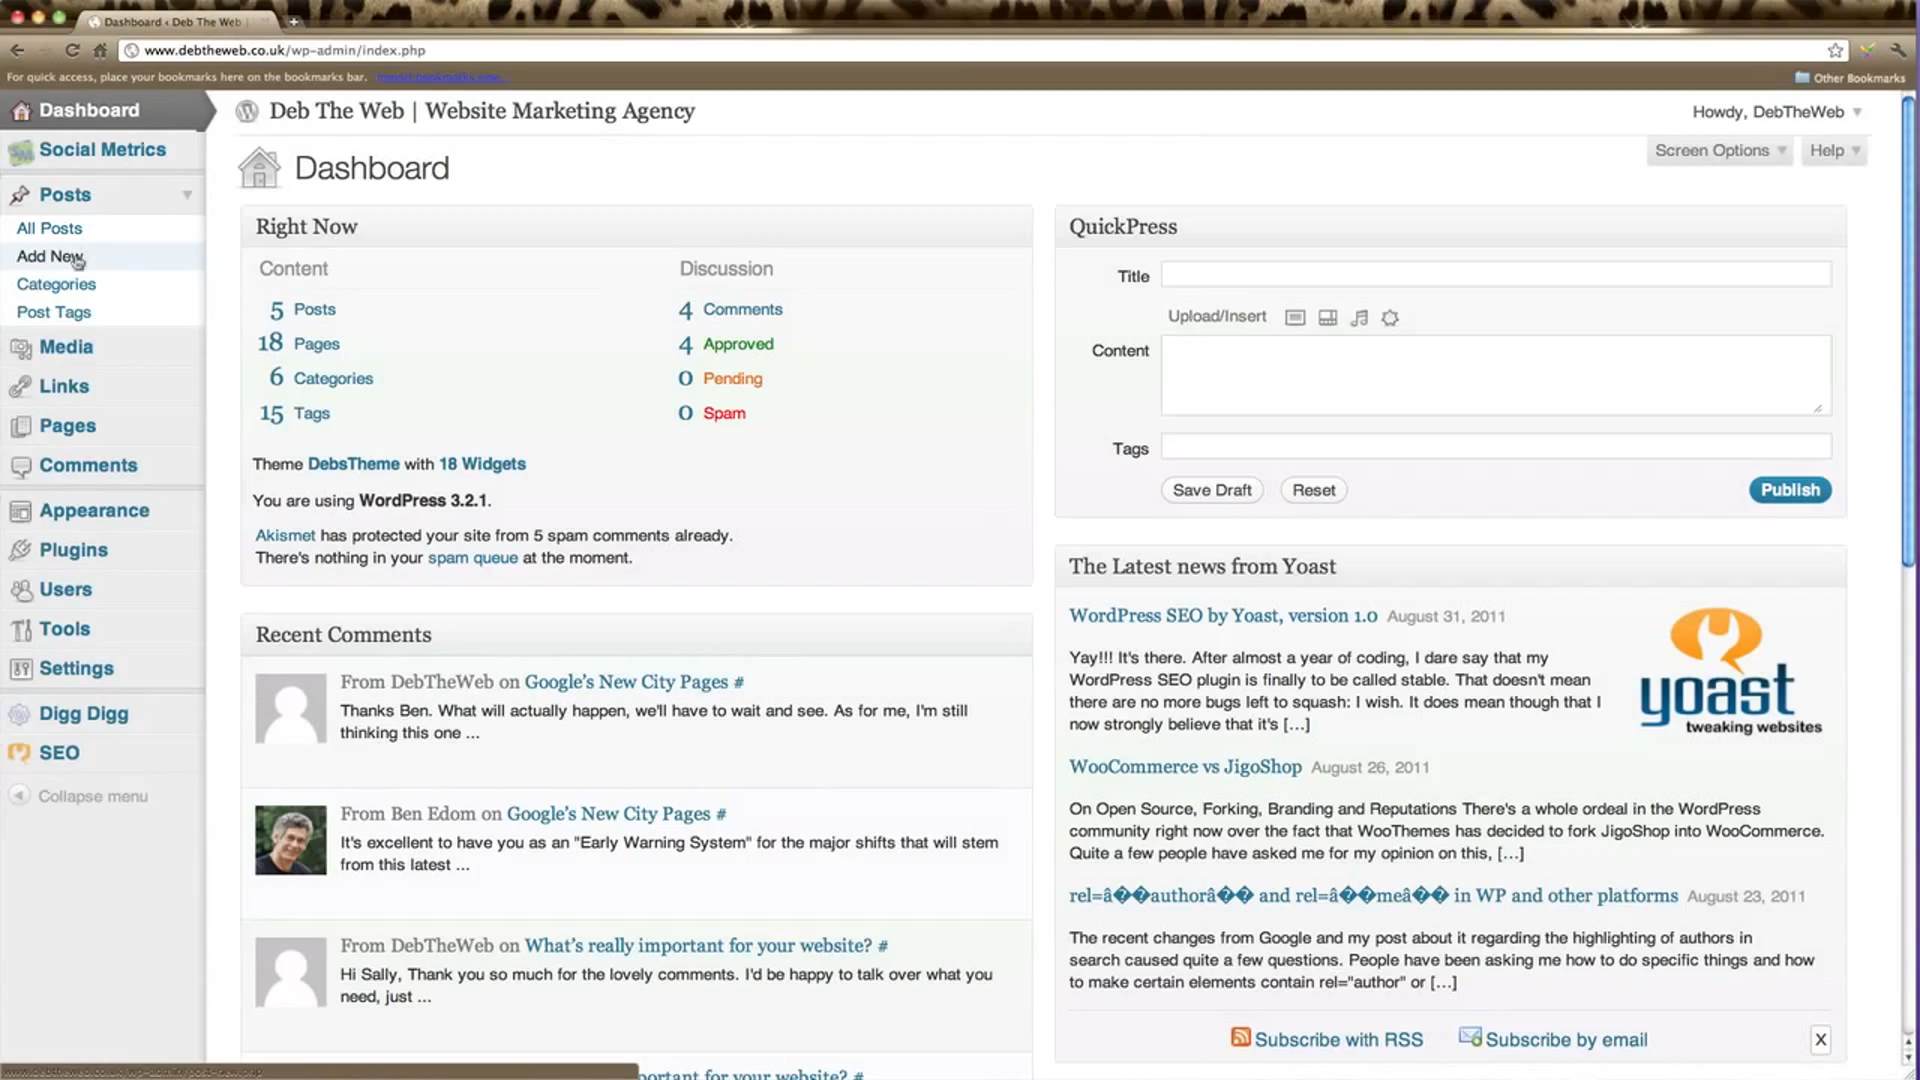 Dashboard ‹ Deb The Web |
www.debtheweb.co.uk/wp-admin/index.php
For quick access, place your bookmarks here on the bookmarks bar. Import bookmarks now...
Other Bookmarks
Dashboard
Social Metrics
Posts
All Posts
Add New
Categories
Post Tags
Media
Links
Pages
Comments
Appearance
Plugins
Users
Tools
Settings
Digg Digg
SEO
Collapse menu
Deb The Web | Website Marketing Agency
Howdy, DebTheWeb
Screen Options
Help
Dashboard
Right Now
Content
Discussion
5 Posts
4 Comments
18 Pages
4 Approved
6 Categories
0 Pending
15 Tags
0 Spam
Theme DebsTheme with 18 Widgets
You are using WordPress 3.2.1.
Akismet has protected your site from 5 spam comments already.
There's nothing in your spam queue at the moment.
Recent Comments
From DebTheWeb on Google's New City Pages #
Thanks Ben. What will actually happen, we'll have to wait and see. As for me, I'm still
thinking this one ...
From Ben Edom on Google's New City Pages #
It's excellent to have you as an "Early Warning System" for the major shifts that will stem
from this latest ...
From DebTheWeb on What's really important for your website? #
Hi Sally, Thank you so much for the lovely comments. I'd be happy to talk over what you
need, just ...
portant for your website? #
QuickPress
Title
Upload/Insert
Content
Tags
Save Draft
Reset
Publish
The Latest news from Yoast
WordPress SEO by Yoast, version 1.0 August 31, 2011
Yay!!! It's there. After almost a year of coding, I dare say that my
WordPress SEO plugin is finally to be called stable. That doesn't mean
there are no more bugs left to squash: I wish. It does mean though that I
now strongly believe that it's [...]
yoast
tweaking websites
WooCommerce vs JigoShop August 26, 2011
On Open Source, Forking, Branding and Reputations There's a whole ordeal in the WordPress
community right now over the fact that WooThemes has decided to fork JigoShop into WooCommerce.
Quite a few people have asked me for my opinion on this, [...]
rel=â��authorâ�� and rel=â��meâ�� in WP and other platforms August 23, 2011
The recent changes from Google and my post about it regarding the highlighting of authors in
search caused quite a few questions. People have been asking me how to do specific things and how
to make certain elements contain rel="author" or [...]
Subscribe with RSS
Subscribe by email
X
www.debtheweb.co.uk/wp-admin/post-new.php